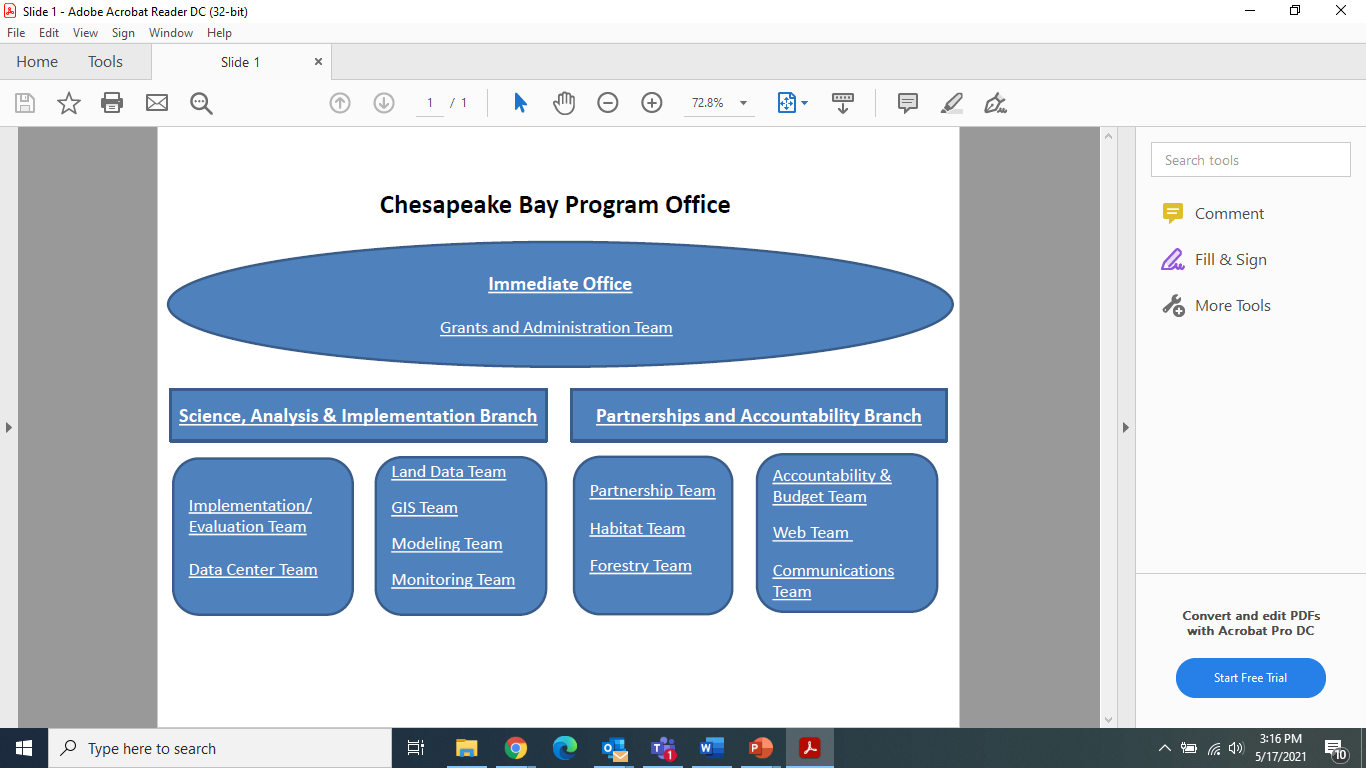 Slide 1 - Adobe Acrobat Reader DC (32-bit)
File Edit View Sign Window Help
Home Tools Slide 1 ×
1 / 1 72.8%
Search tools
Comment
Fill & Sign
More Tools
Chesapeake Bay Program Office
Immediate Office
Grants and Administration Team
Science, Analysis & Implementation Branch
Partnerships and Accountability Branch
Implementation/
Evaluation Team
Data Center Team
Land Data Team
GIS Team
Modeling Team
Monitoring Team
Partnership Team
Habitat Team
Forestry Team
Accountability &
Budget Team
Web Team
Communications
Team
Convert and edit PDFs
with Acrobat Pro DC
Start Free Trial
Type here to search
1
3:16 PM
5/17/2021
10